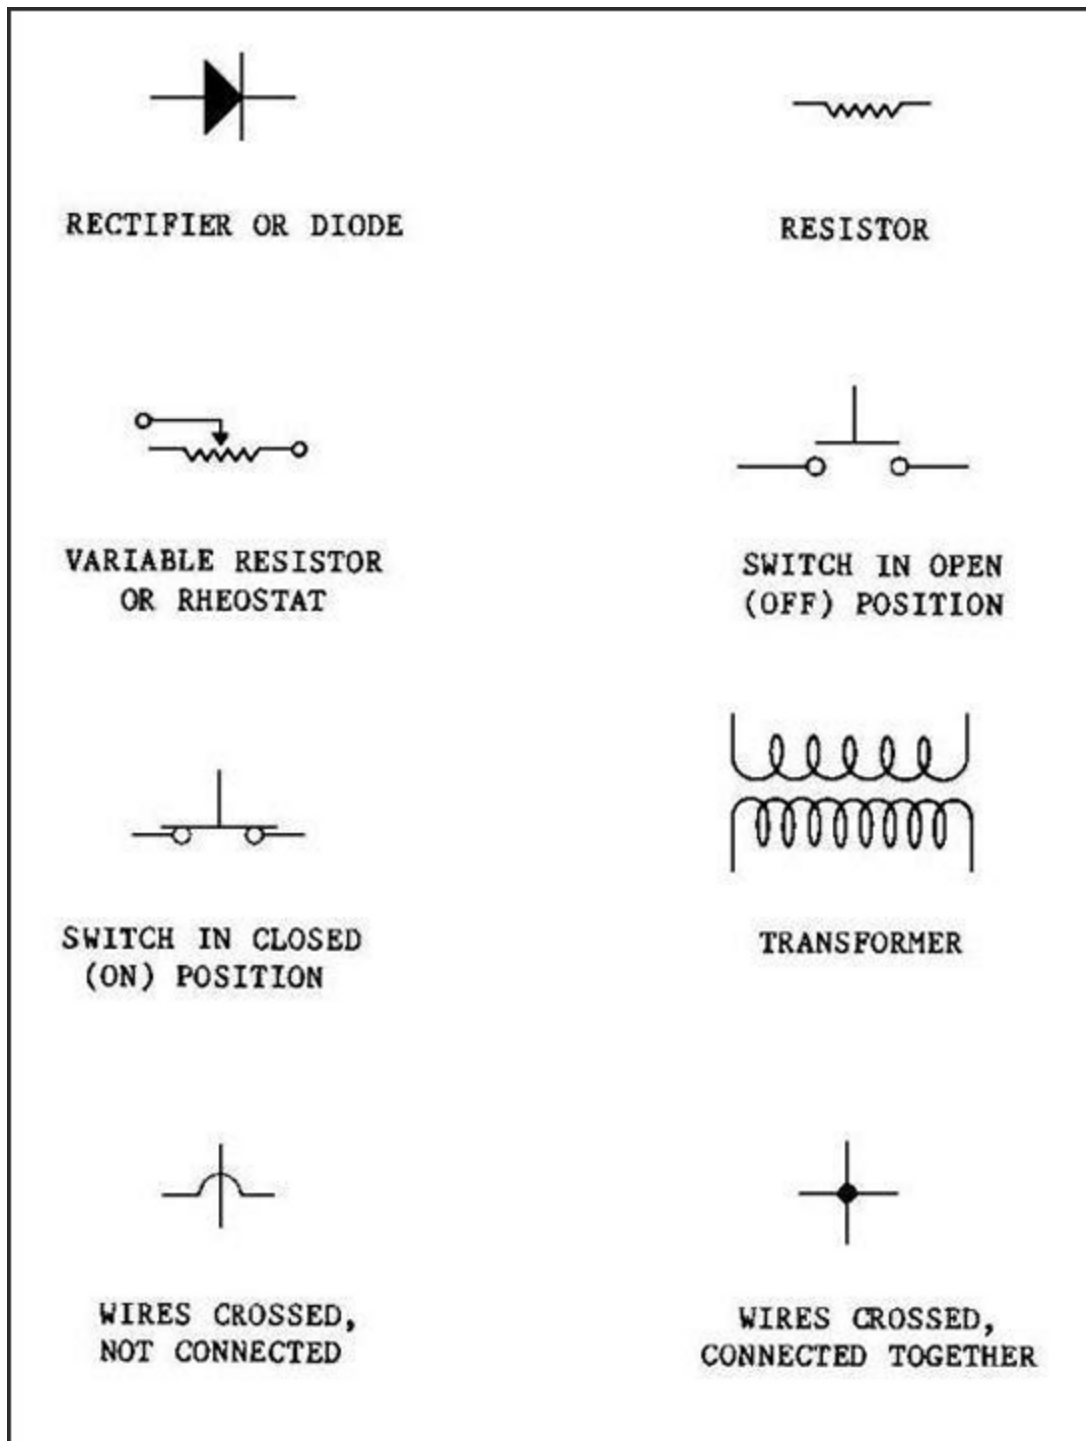 RECTIFIER OR DIODE
RESISTOR
VARIABLE RESISTOR
OR RHEOSTAT
SWITCH IN OPEN
(OFF) POSITION
SWITCH IN CLOSED
(ON) POSITION
TRANSFORMER
WIRES CROSSED,
NOT CONNECTED
WIRES CROSSED,
CONNECTED TOGETHER